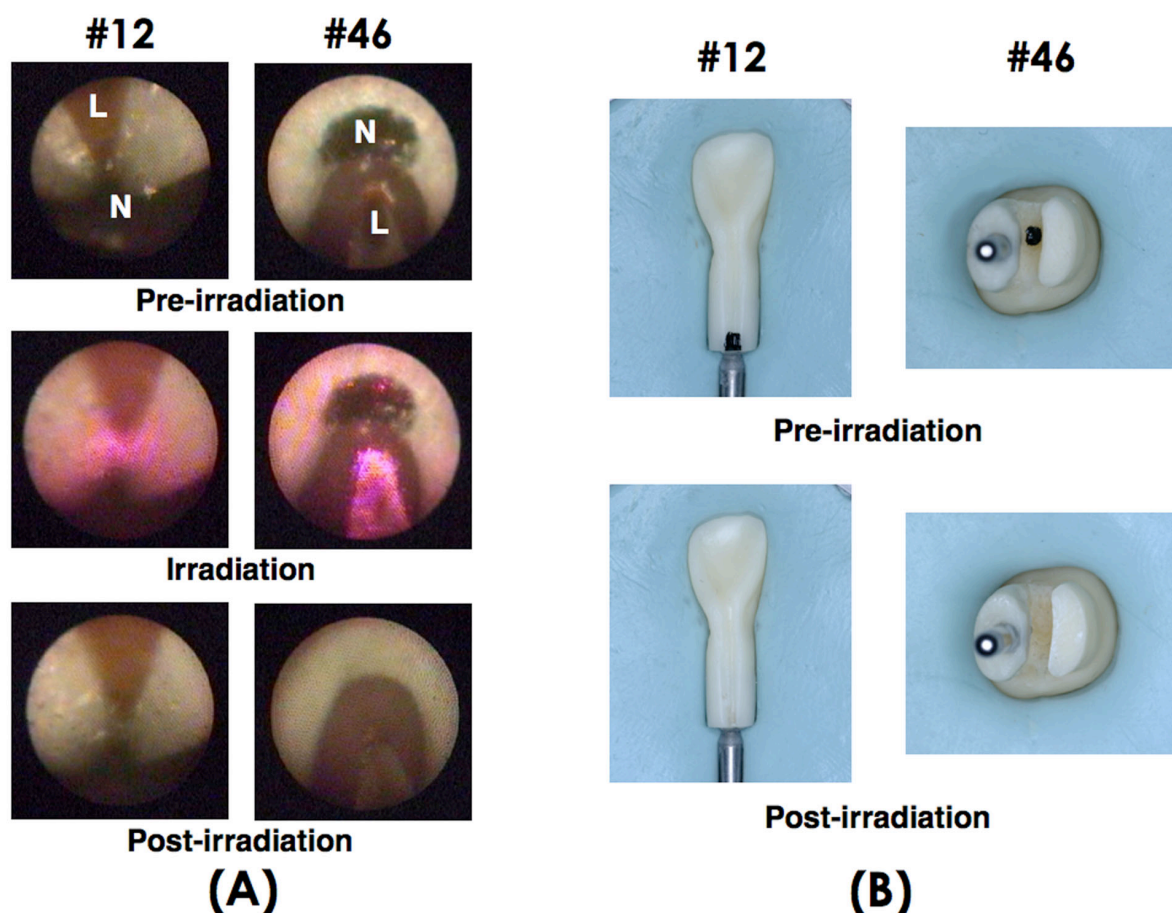 #12 #46
L N
N L
Pre-irradiation
Irradiation
Post-irradiation
(A)
#12 #46
Pre-irradiation
Post-irradiation
(B)